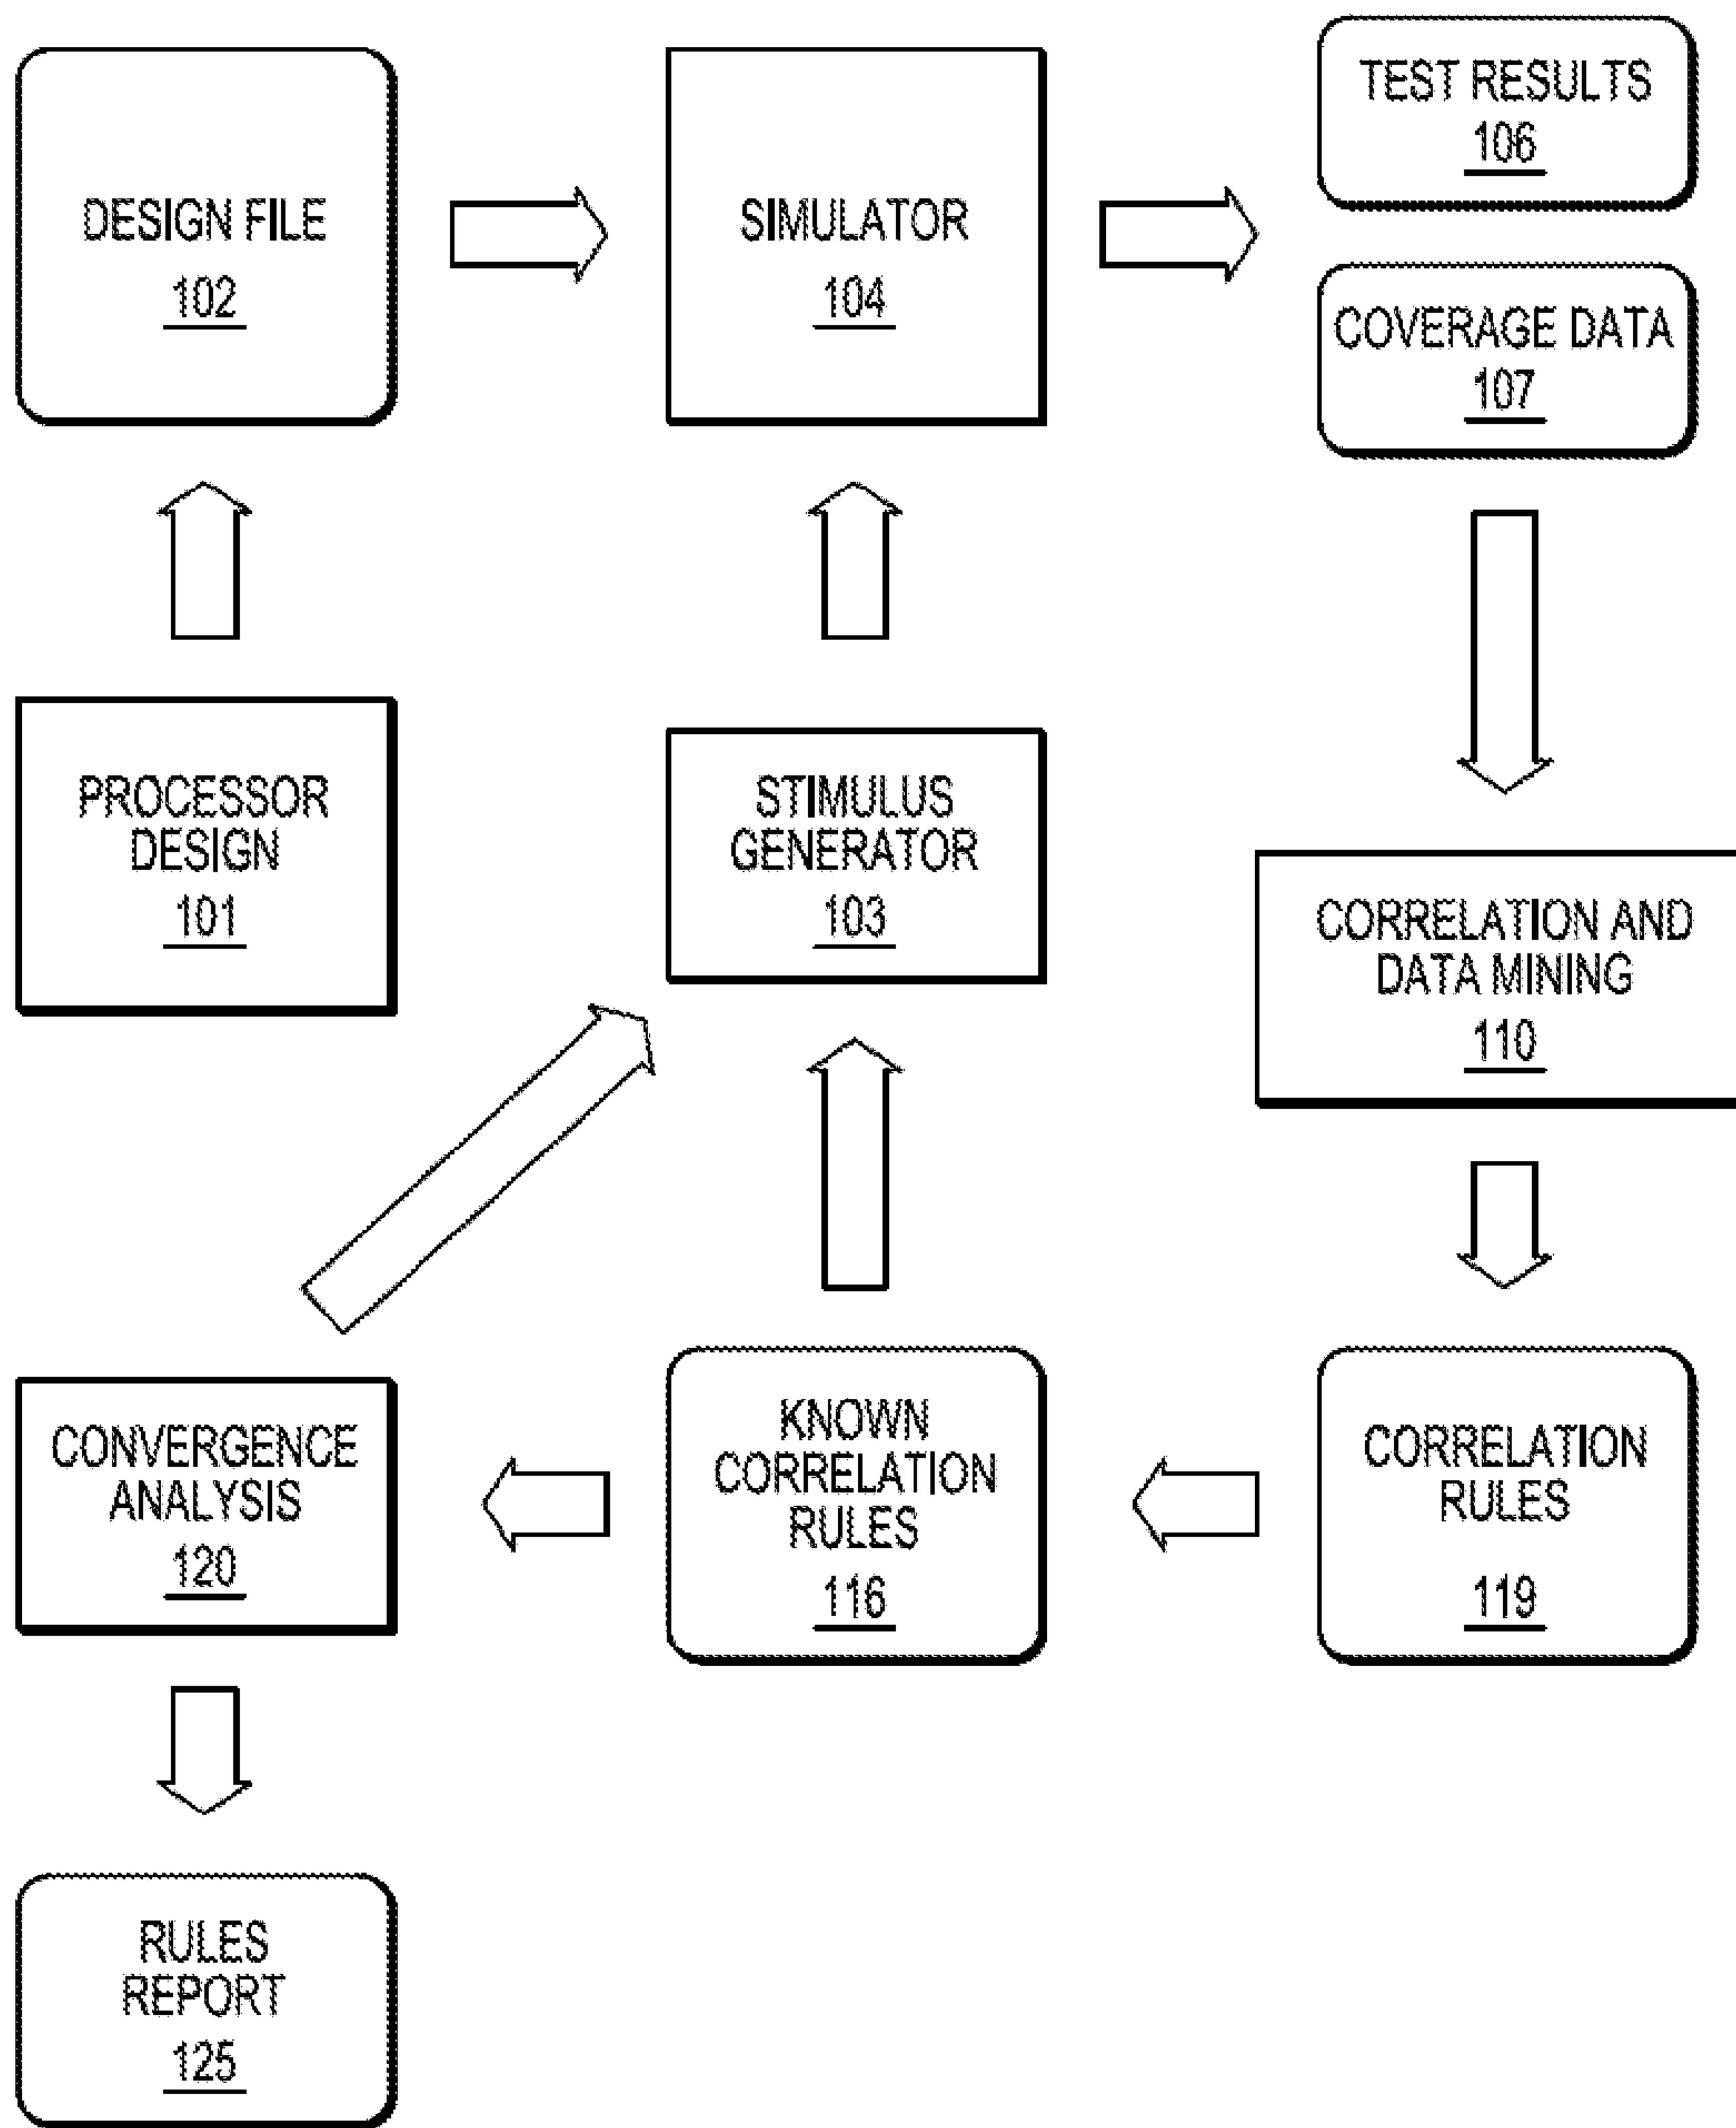 DESIGN FILE
102
SIMULATOR
104
TEST RESULTS
106
COVERAGE DATA
107
PROCESSOR
DESIGN
101
STIMULUS
GENERATOR
103
CORRELATION AND
DATA MINING
110
CONVERGENCE
ANALYSIS
120
KNOWN
CORRELATION
RULES
116
CORRELATION
RULES
119
RULES
REPORT
125